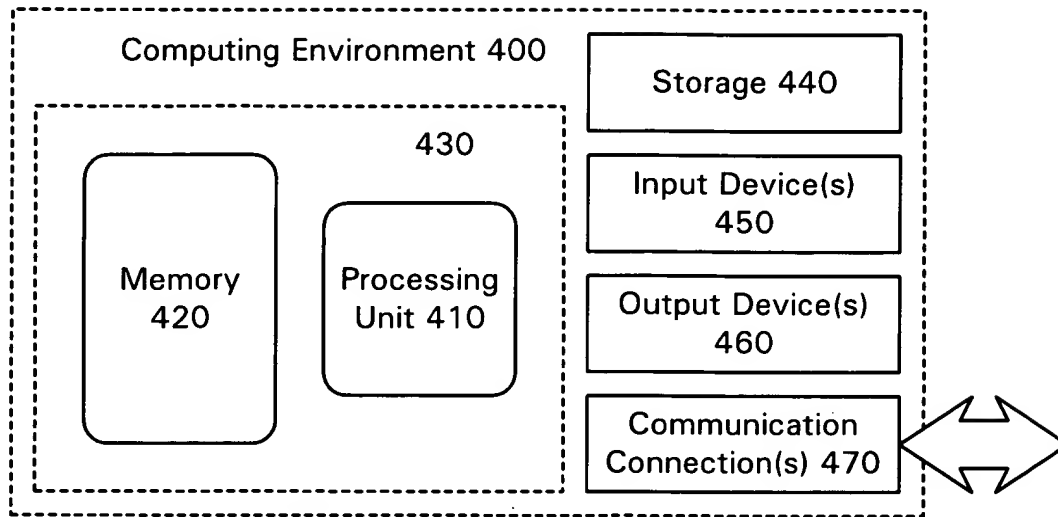 Computing Environment 400
430
Memory
420
Processing
Unit 410
Storage 440
Input Device(s)
450
Output Device(s)
460
Communication
Connection(s) 470